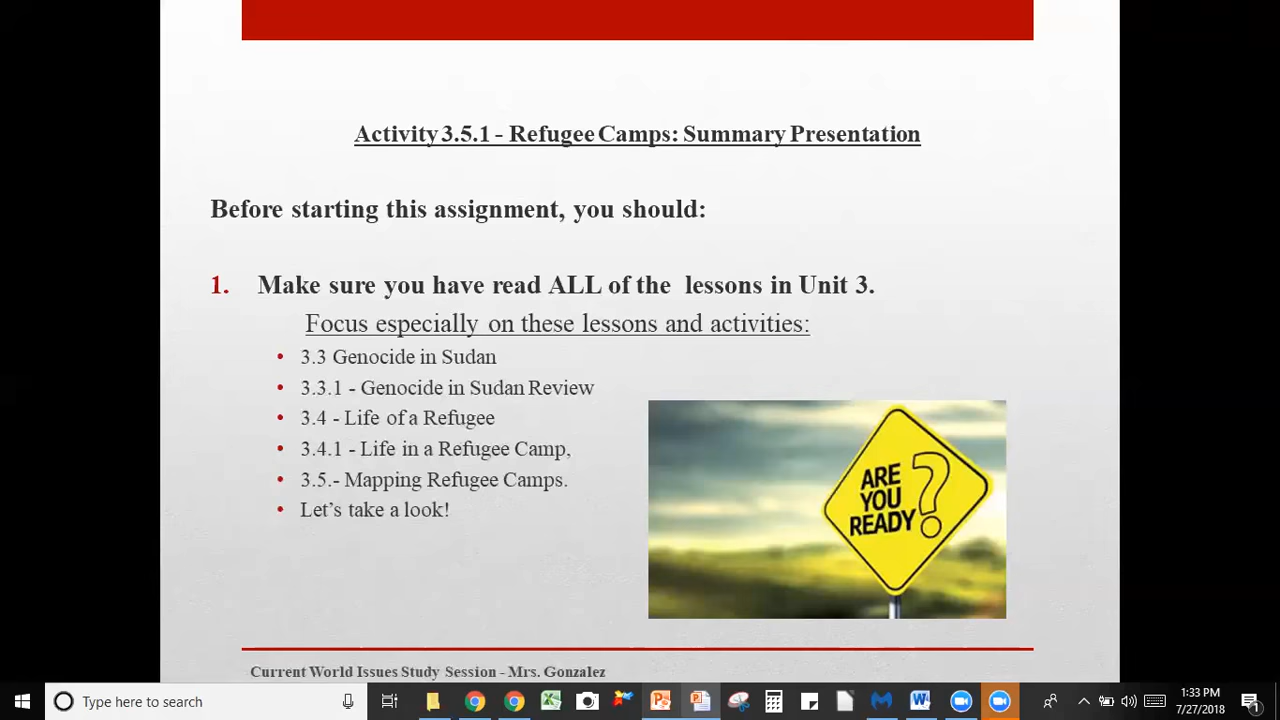 Activity 3.5.1 - Refugee Camps: Summary Presentation
Before starting this assignment, you should:
1. Make sure you have read ALL of the lessons in Unit 3.
Focus especially on these lessons and activities:
• 3.3 Genocide in Sudan
• 3.3.1 - Genocide in Sudan Review
• 3.4 - Life of a Refugee
• 3.4.1 - Life in a Refugee Camp,
• 3.5.- Mapping Refugee Camps.
• Let's take a look!
ARE
YOU
READY?
Current World Issues Study Session - Mrs. Gonzalez
Type here to search
1:33 PM
7/27/2018